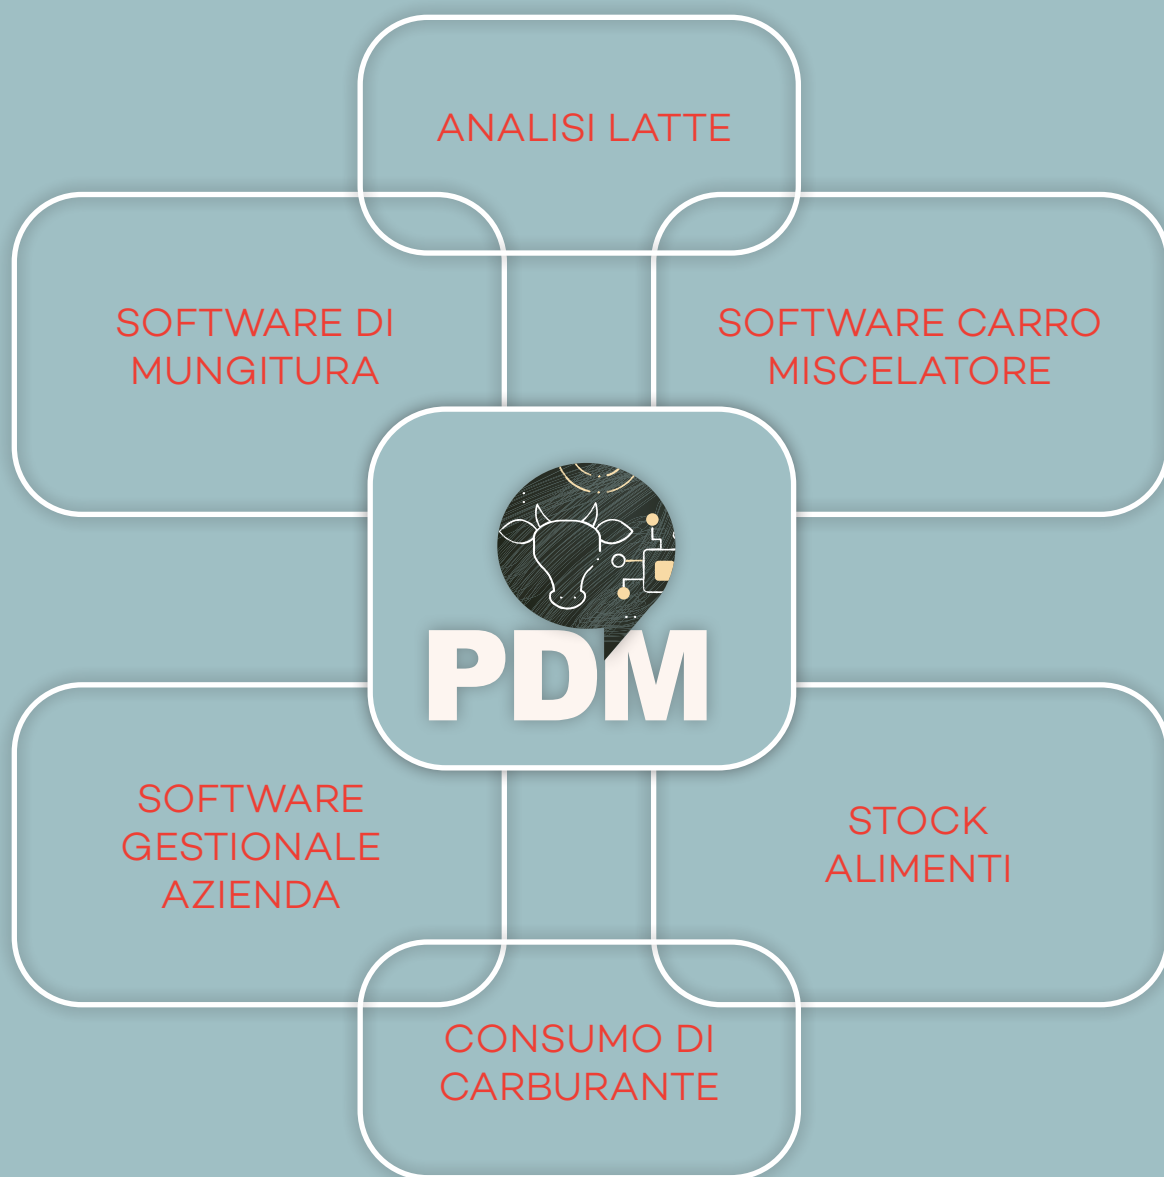 ANALISI LATTE
SOFTWARE DI
MUNGITURA
SOFTWARE CARRO
MISCELATORE
PDM
SOFTWARE
GESTIONALE
AZIENDA
STOCK
ALIMENTI
CONSUMO DI
CARBURANTE